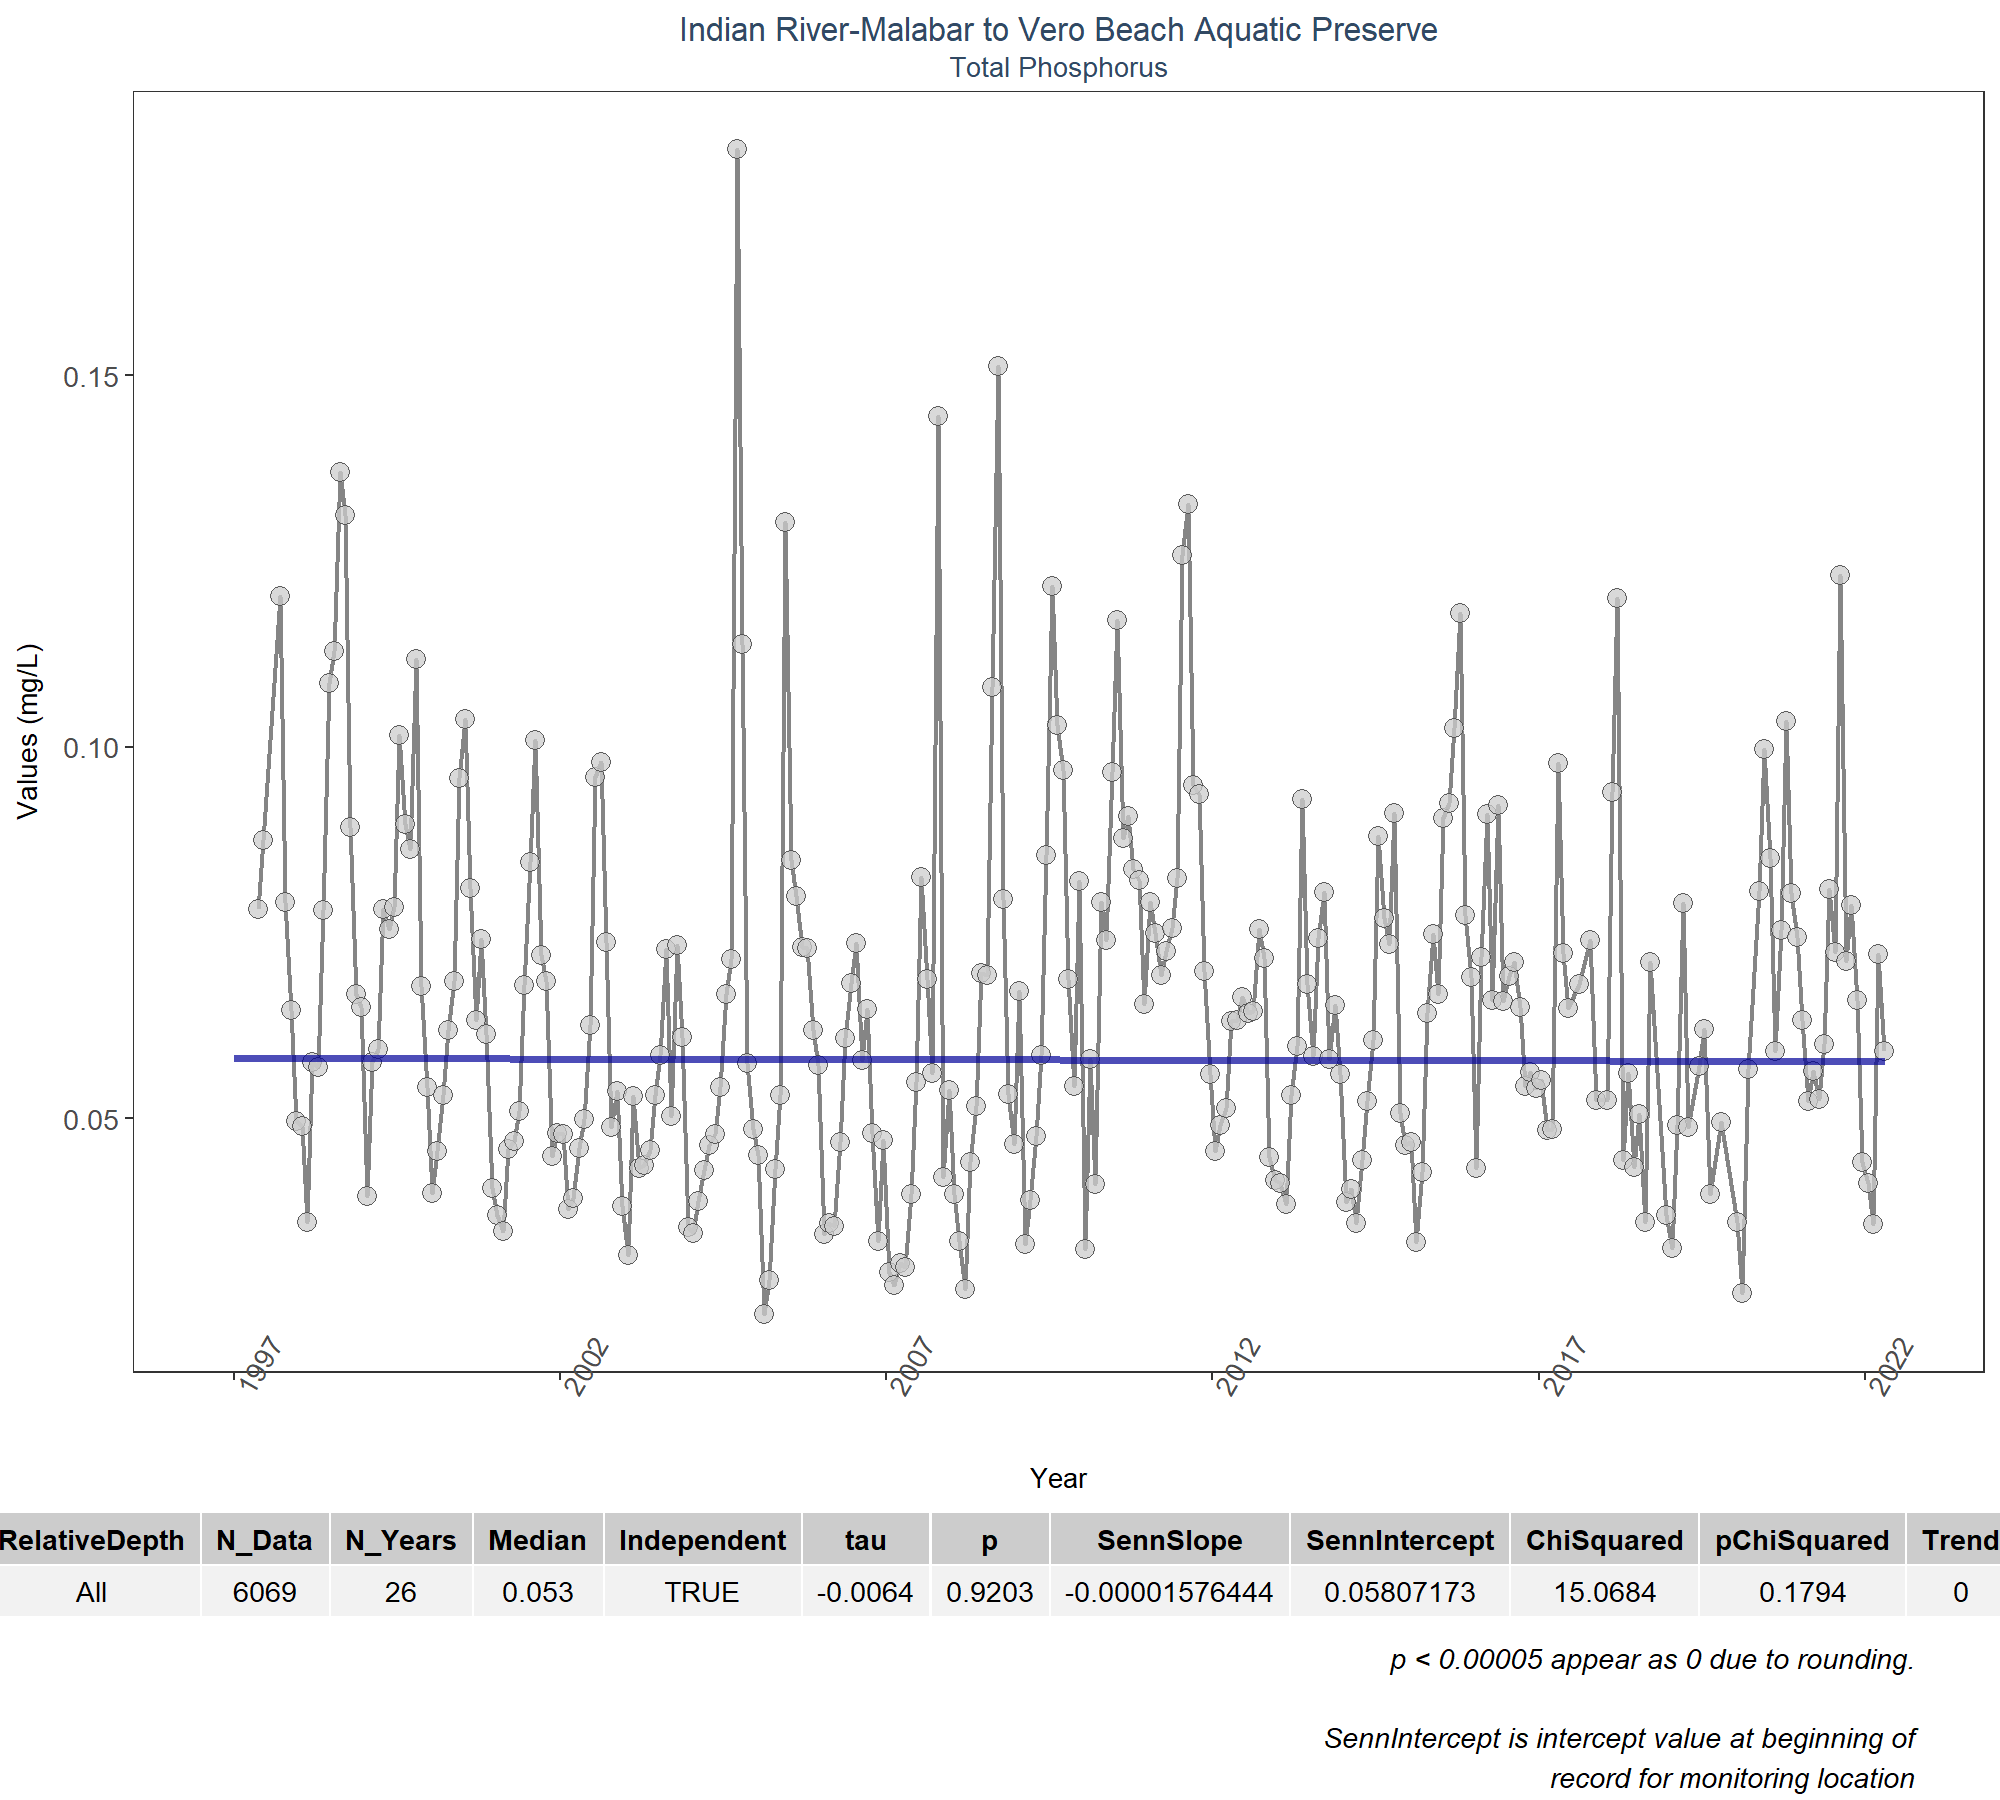 Indian River-Malabar to Vero Beach Aquatic Preserve
Total Phosphorus
Values (mg/L)
0.15
0.10
0.05
1997 2002 2007 2012 2017 2022
Year
RelativeDepth N_Data N_Years Median Independent tau p SennSlope SennIntercept ChiSquared pChiSquared Trend
All 6069 26 0.053 TRUE -0.0064 0.9203 -0.00001576444 0.05807173 15.0684 0.1794 0
p < 0.00005 appear as 0 due to rounding.
SennIntercept is intercept value at beginning of
record for monitoring location